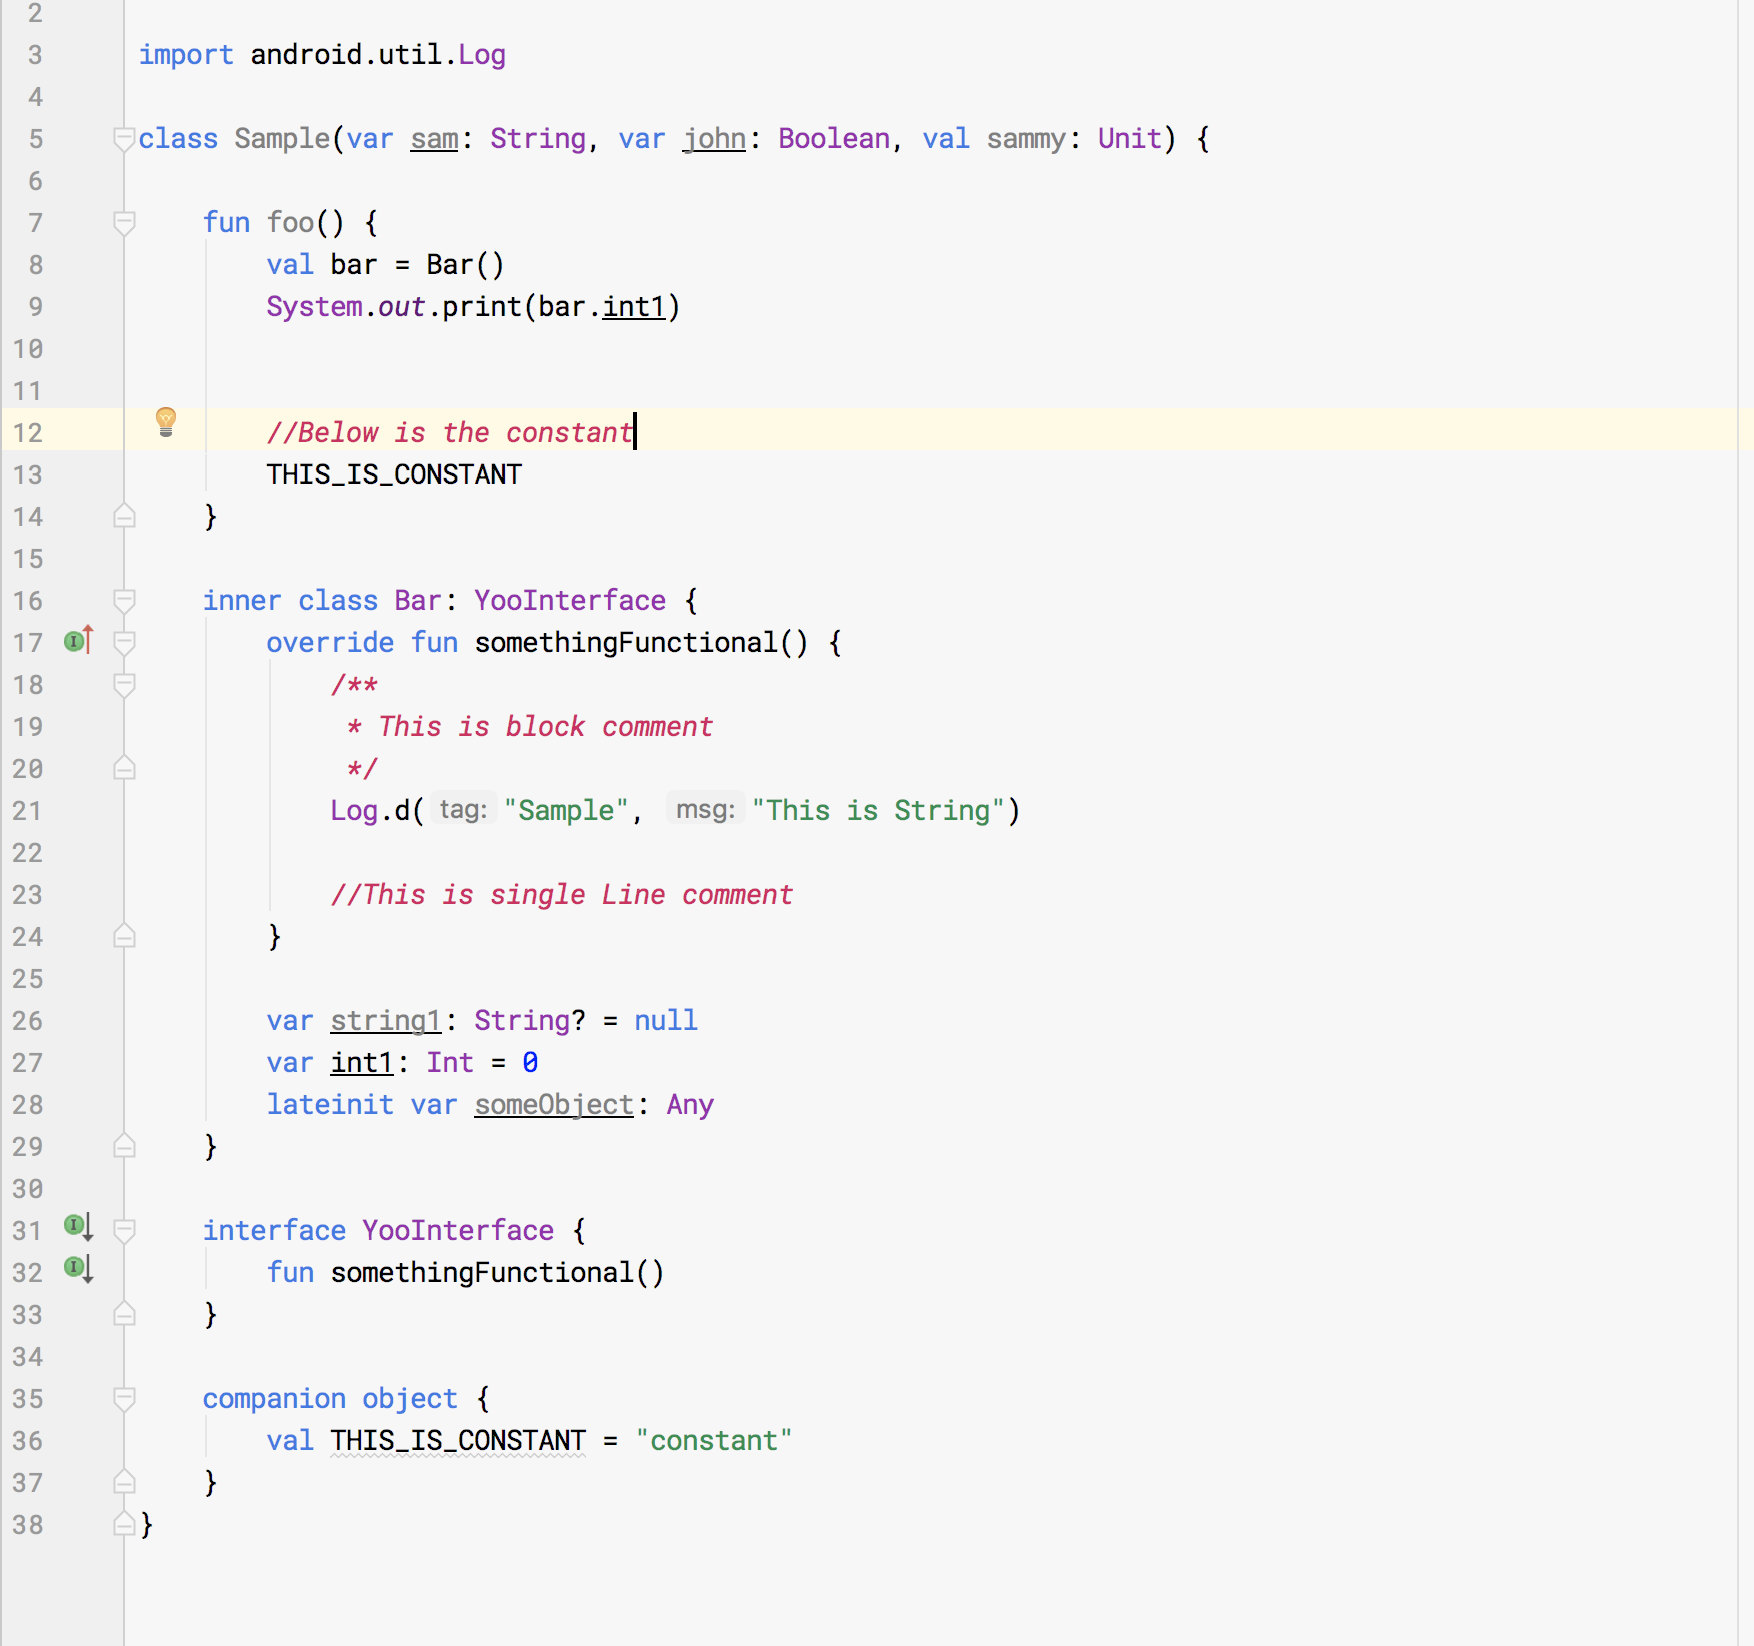 2
3 import android.util.Log
4
5 class Sample(var sam: String, var john: Boolean, val sammy: Unit) {
6
7     fun foo() {
8         val bar = Bar()
9         System.out.print(bar.int1)
10
11
12         //Below is the constant
13         THIS_IS_CONSTANT
14     }
15
16     inner class Bar: YooInterface {
17         override fun somethingFunctional() {
18             /**
19              * This is block comment
20              */
21             Log.d( tag: "Sample", msg: "This is String")
22
23             //This is single Line comment
24         }
25
26         var string1: String? = null
27         var int1: Int = 0
28         lateinit var someObject: Any
29     }
30
31     interface YooInterface {
32         fun somethingFunctional()
33     }
34
35     companion object {
36         val THIS_IS_CONSTANT = "constant"
37     }
38 }